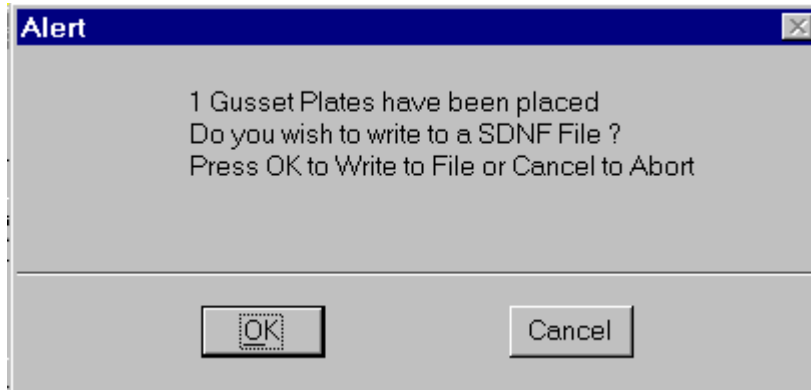 Alert
1 Gusset Plates have been placed
Do you wish to write to a SDNF File ?
Press OK to Write to File or Cancel to Abort
OK Cancel